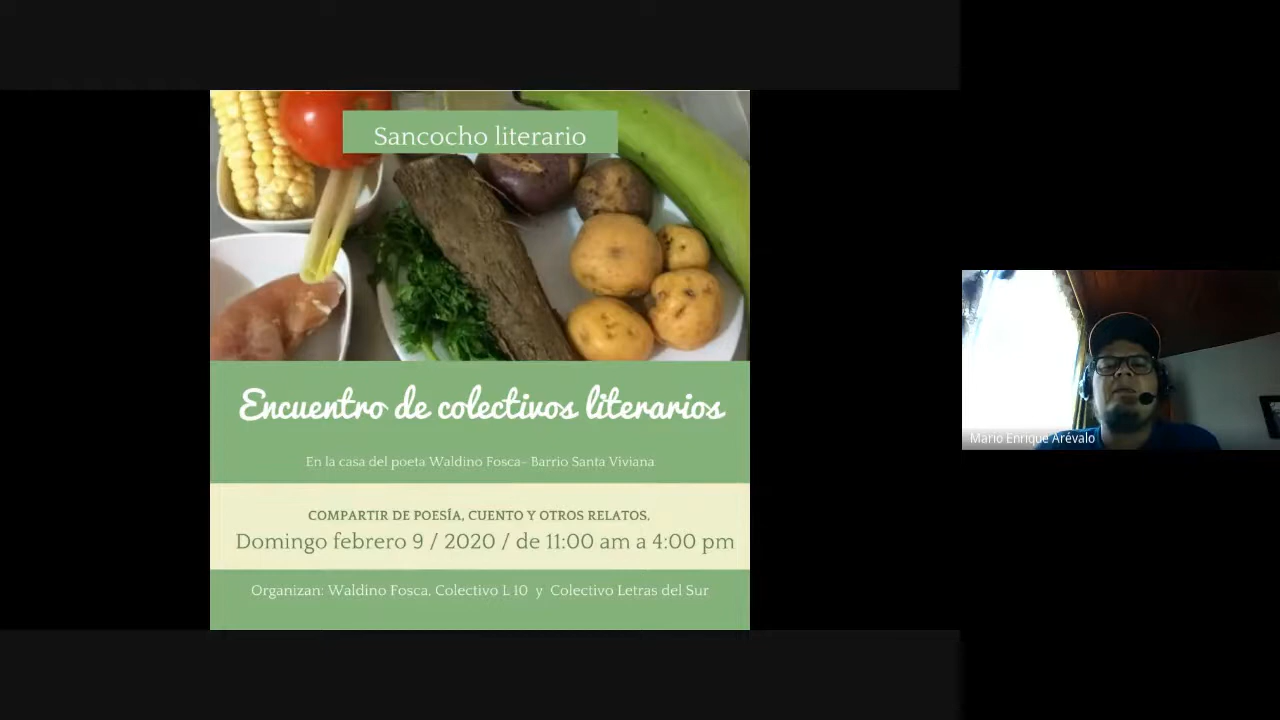 Sancocho literario
Encuentro de colectivos literarios
En la casa del poeta Waldino Fosca- Barrio Santa Viviana
COMPARTIR DE POESÍA, CUENTO Y OTROS RELATOS.
Domingo febrero 9 / 2020 / de 11:00 am a 4:00 pm
Organizan: Waldino Fosca, Colectivo L 10 y Colectivo Letras del Sur
Mario Enrique Arévalo